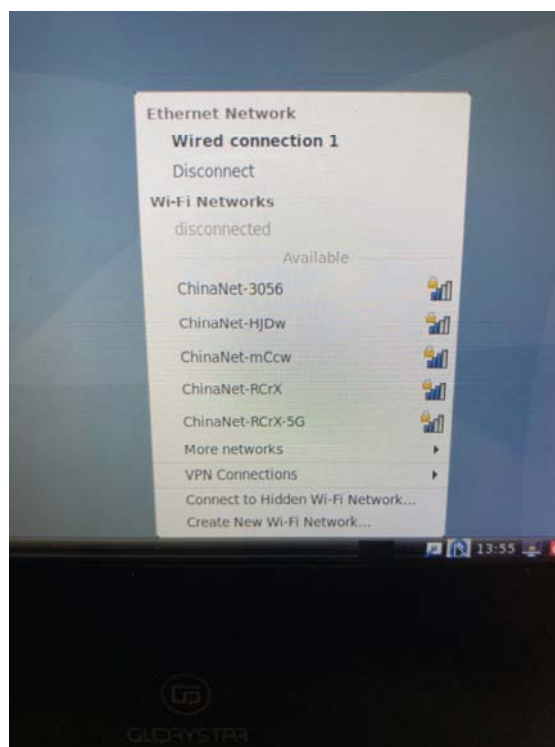 Ethernet Network
Wired connection 1
Disconnect
Wi-Fi Networks
disconnected
Available
ChinaNet-3056
ChinaNet-HJDw
ChinaNet-mCcw
ChinaNet-RCrX
ChinaNet-RCrX-5G
More networks
VPN Connections
Connect to Hidden Wi-Fi Network...
Create New Wi-Fi Network...
13:55
GLORYSTAR